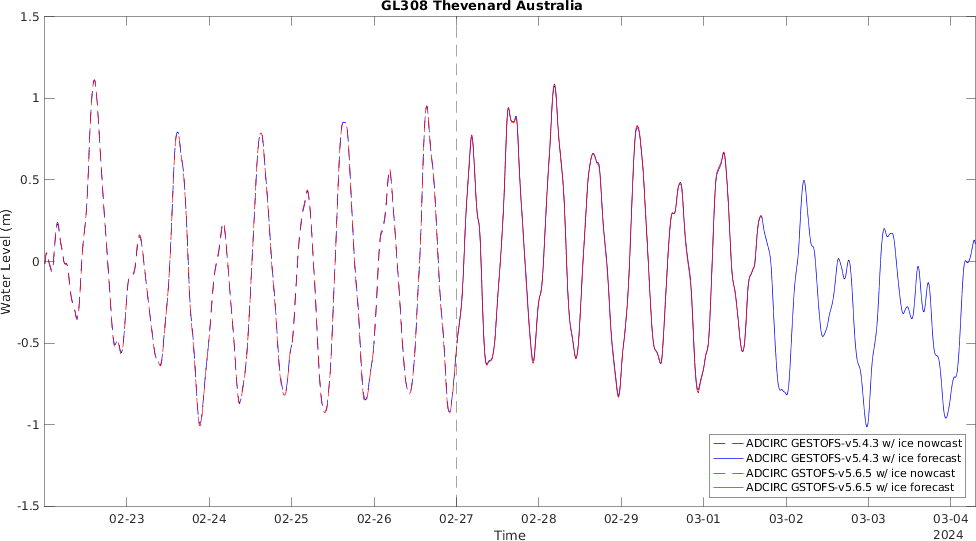 GL308 Thevenard Australia
1.5
1
0.5
0
-0.5
-1
-1.5
Water Level (m)
02-23
02-24
02-25
02-26
02-27
02-28
02-29
03-01
03-02
03-03
03-04
Time
2024
ADCIRC GESTOFS-v5.4.3 w/ ice nowcast
ADCIRC GESTOFS-v5.4.3 w/ ice forecast
ADCIRC GSTOFS-v5.6.5 w/ ice nowcast
ADCIRC GSTOFS-v5.6.5 w/ ice forecast